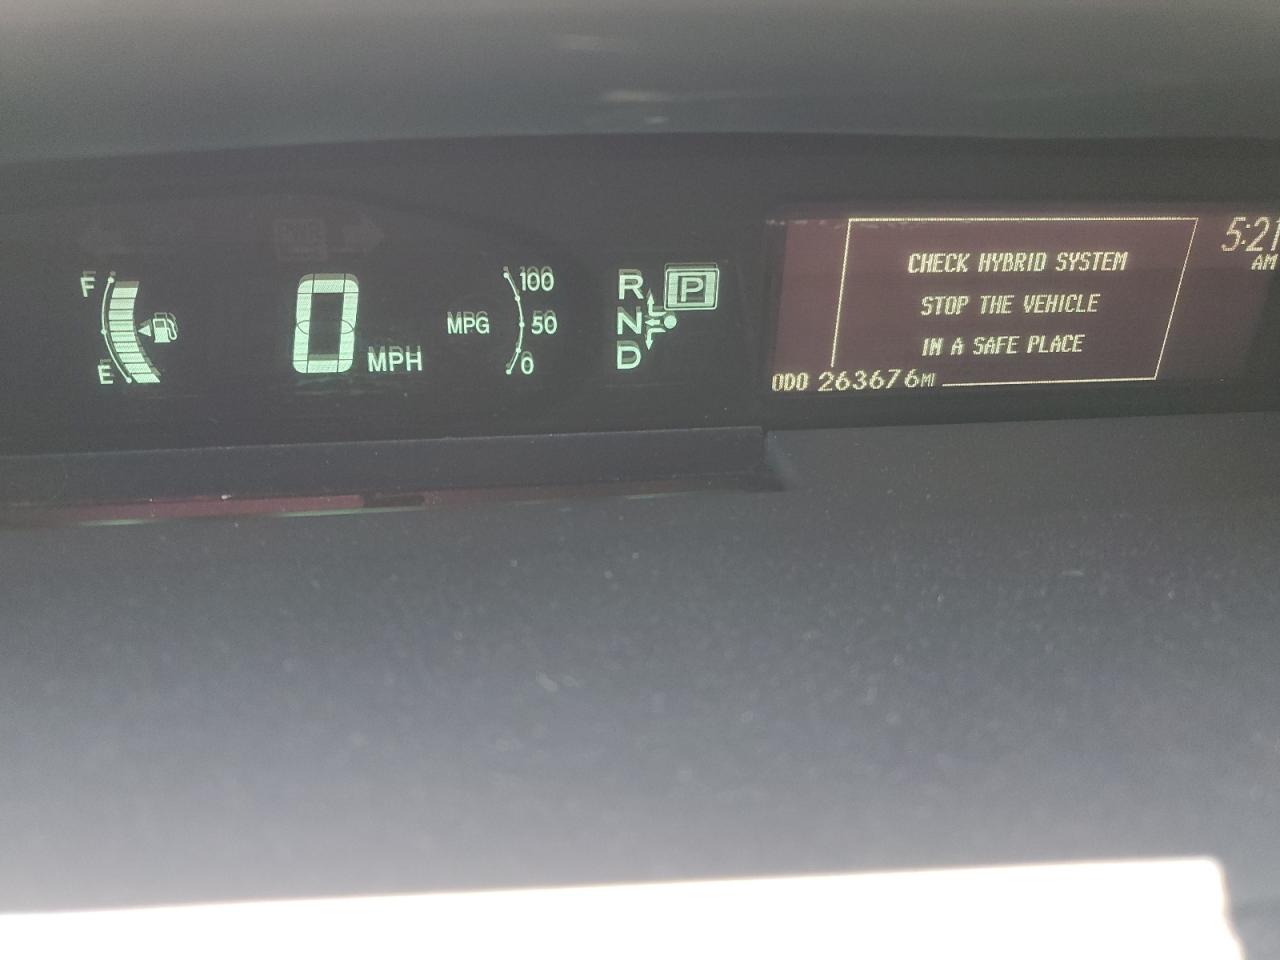 F
E
0 MPH
MPG
100
50
0
R
N
D
P
CHECK HYBRID SYSTEM
STOP THE VEHICLE
IN A SAFE PLACE
ODO 263676MI
5:21
AM